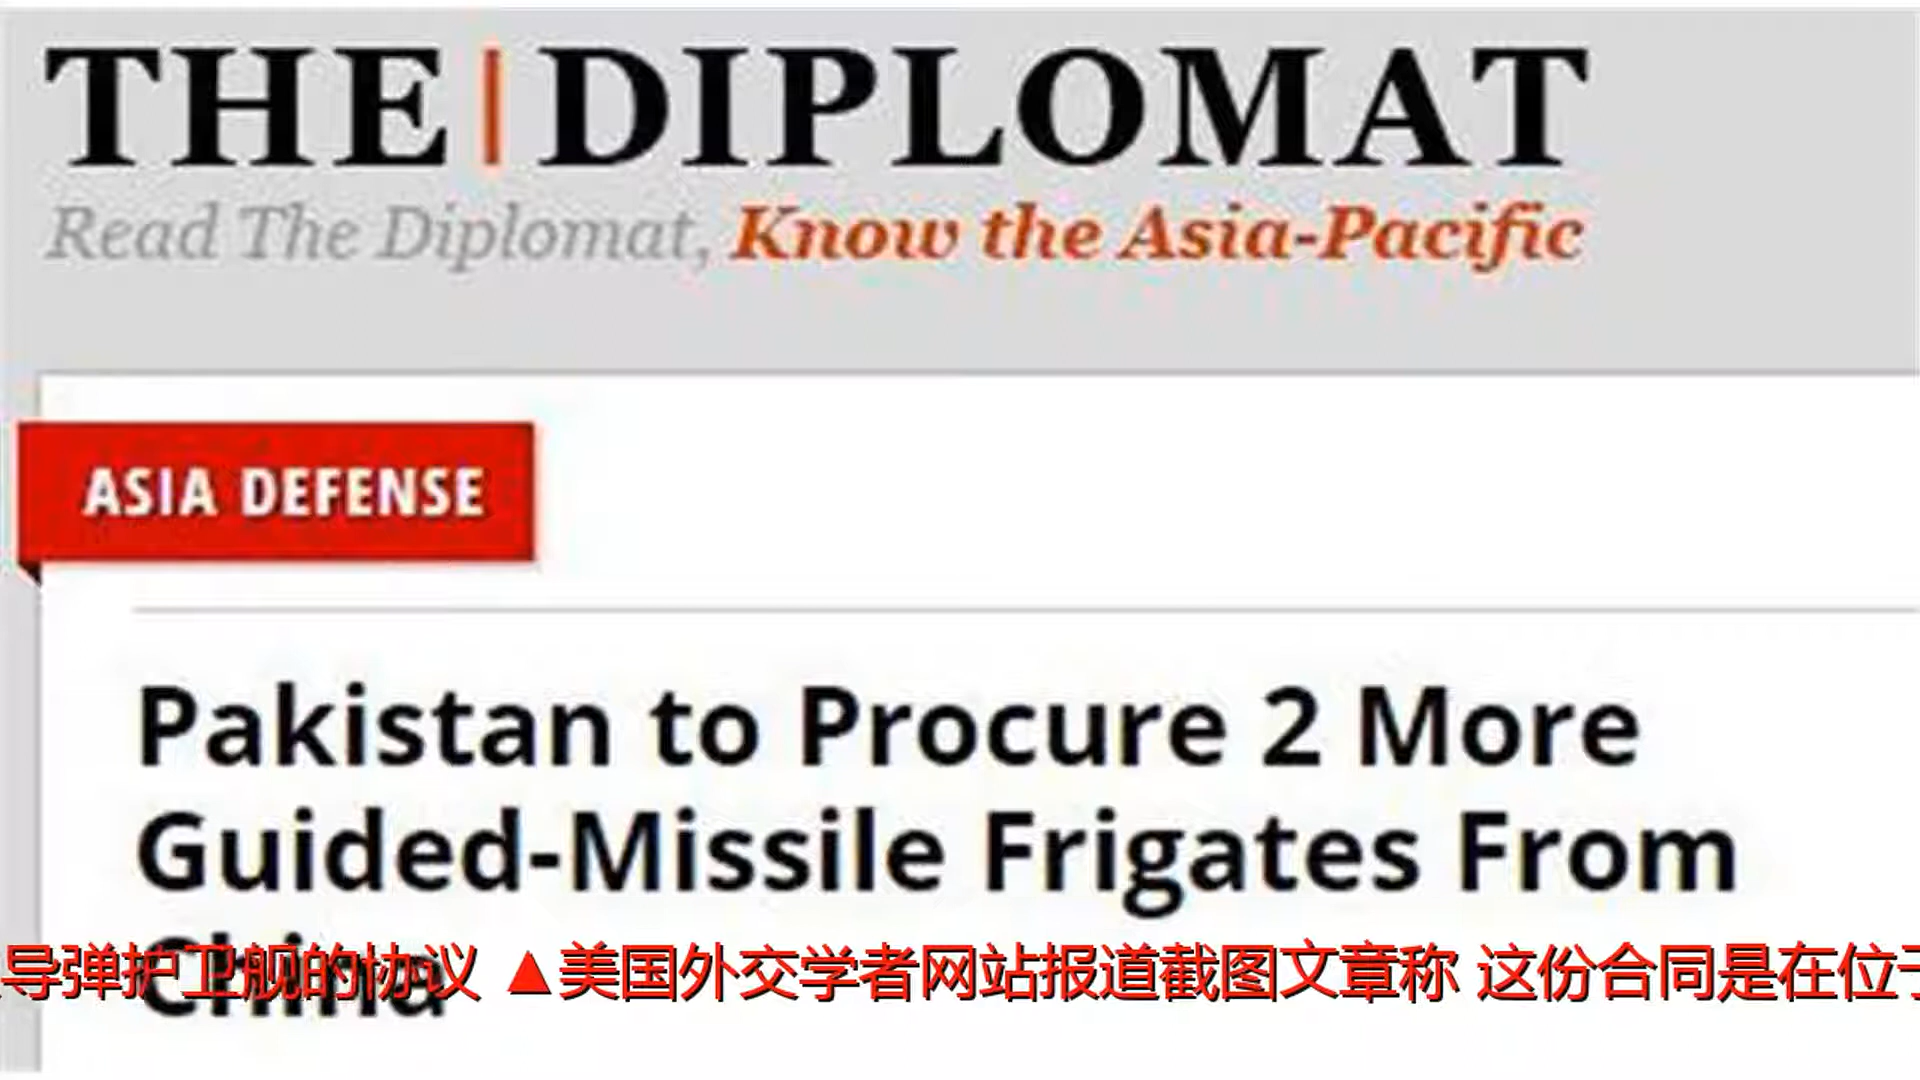 THE|DIPLOMAT
Read The Diplomat, Know the Asia-Pacific
ASIA DEFENSE
Pakistan to Procure 2 More
Guided-Missile Frigates From
China
导弹护卫舰的协议 ▲美国外交学者网站报道截图文章称 这份合同是在位于